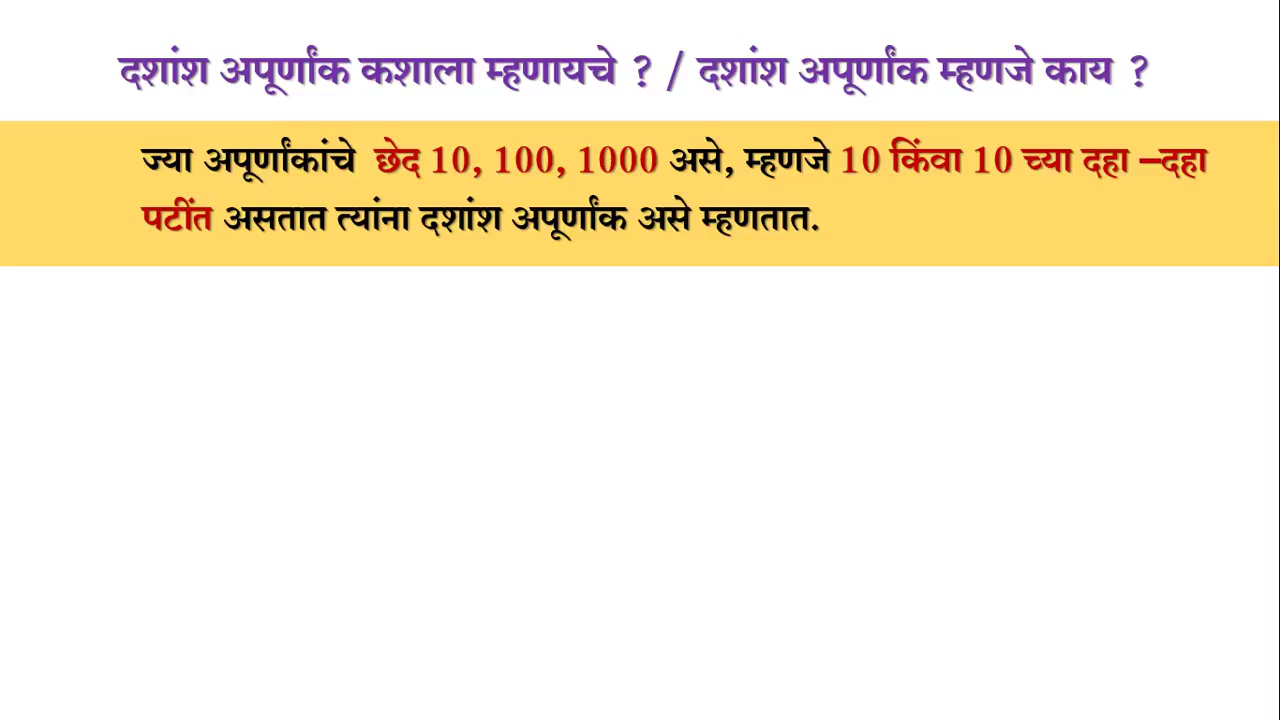 दशांश अपूर्णांक कशाला म्हणायचे ? / दशांश अपूर्णांक म्हणजे काय ?
ज्या अपूर्णांकांचे छेद 10, 100, 1000 असे, म्हणजे 10 किंवा 10 च्या दहा –दहा
पटींत असतात त्यांना दशांश अपूर्णांक असे म्हणतात.